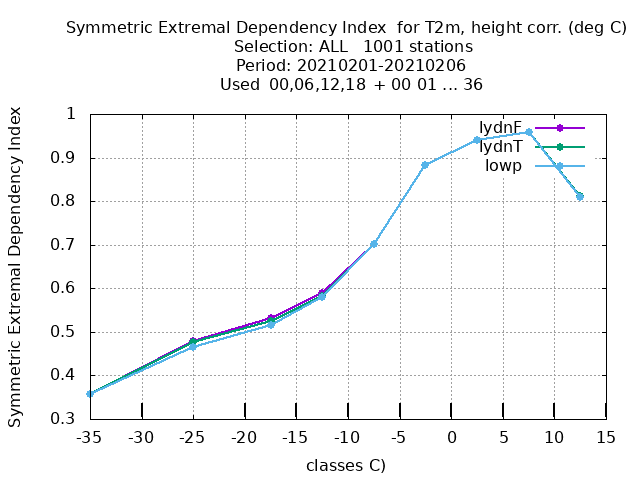 Symmetric Extremal Dependency Index  for T2m, height corr. (deg C)
Selection: ALL   1001 stations
Period: 20210201-20210206
Used  00,06,12,18  + 00 01 ... 36
Symmetric Extremal Dependency Index
1
0.9
0.8
0.7
0.6
0.5
0.4
0.3
lydnF
lydnT
lowp
-35 -30 -25 -20 -15 -10 -5 0 5 10 15
classes C)